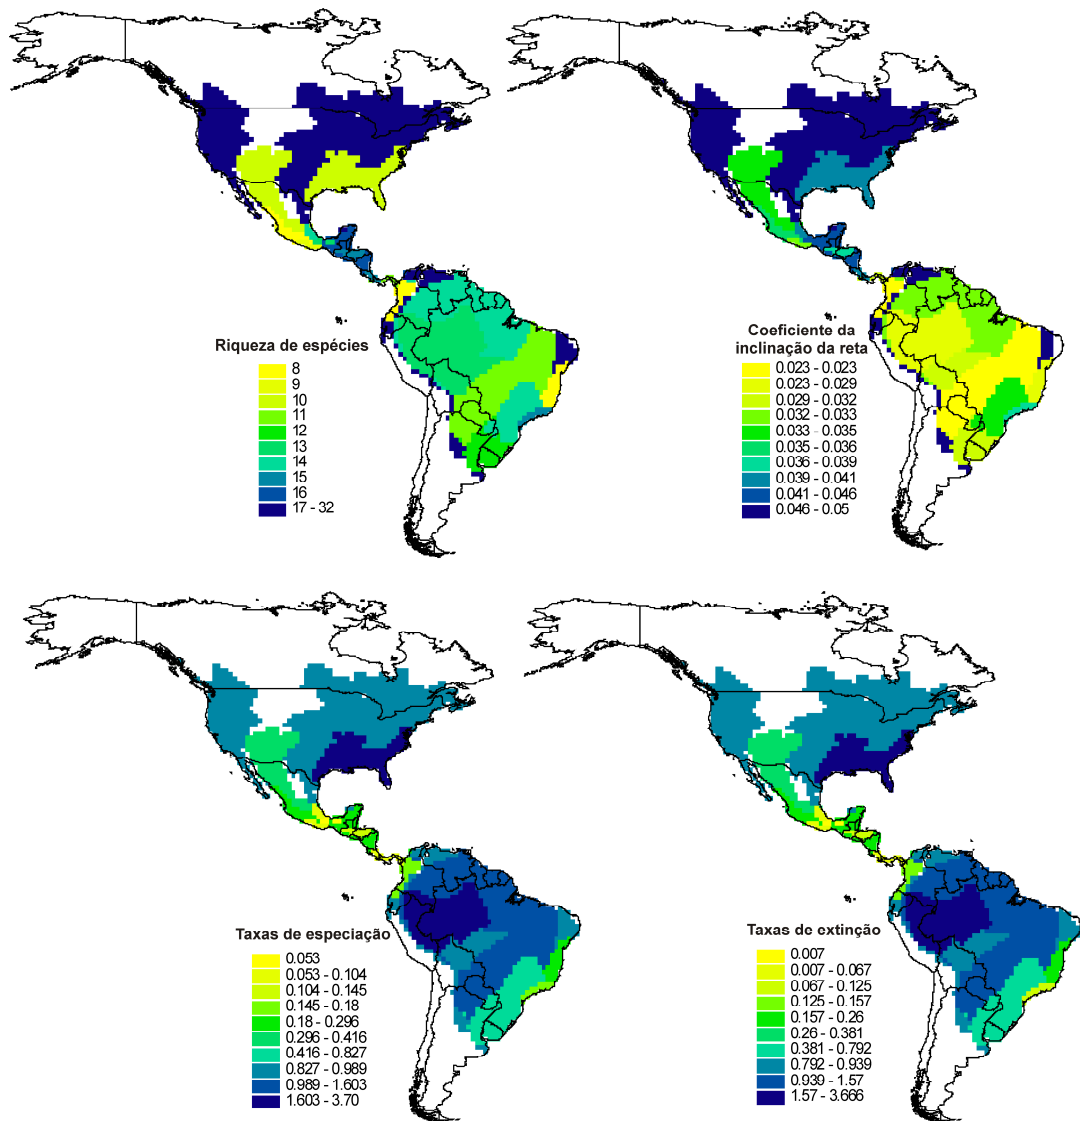 Riqueza de espécies
8
9
10
11
12
13
14
15
16
17 - 32
Coeficiente da
inclinação da reta
0.023 - 0.023
0.023 - 0.029
0.029 - 0.032
0.032 - 0.033
0.033 - 0.035
0.035 - 0.036
0.036 - 0.039
0.039 - 0.041
0.041 - 0.046
0.046 - 0.05
Taxas de especiação
0.053
0.053 - 0.104
0.104 - 0.145
0.145 - 0.18
0.18 - 0.296
0.296 - 0.416
0.416 - 0.827
0.827 - 0.989
0.989 - 1.603
1.603 - 3.70
Taxas de extinção
0.007
0.007 - 0.067
0.067 - 0.125
0.125 - 0.157
0.157 - 0.26
0.26 - 0.381
0.381 - 0.792
0.792 - 0.939
0.939 - 1.57
1.57 - 3.666